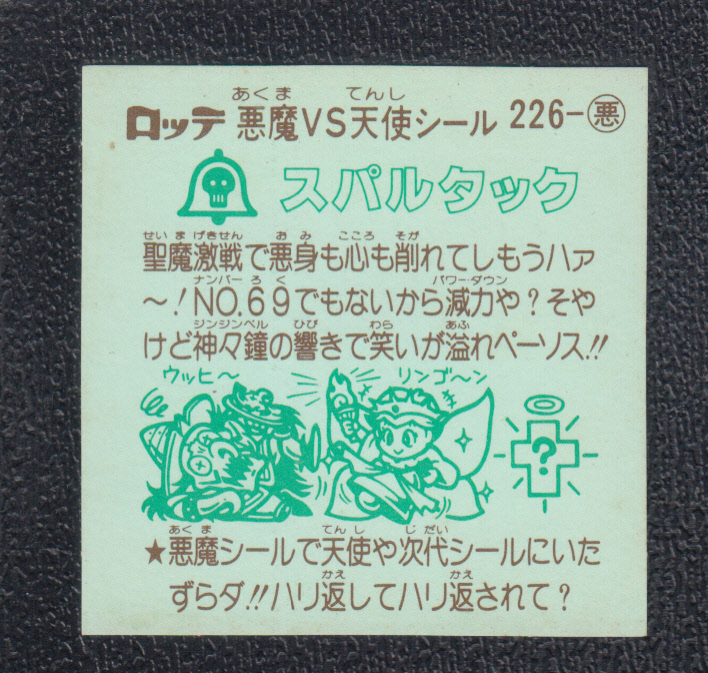 あくま てんし
ロッテ 悪魔VS天使シール 226-悪
スパルタック
せいまげきせん おみ こころ そが
聖魔激戦で悪身も心も削れてしもうハァ
ナンバーろく パワーダウン
～!NO.69でもないから減力や?そや
ジンジンベル ひび わら あふ
けど神々鐘の響きで笑いが溢れペーソス!!
ウッヒ～ リンゴ～ン
?
あくま てんし じだい
★悪魔シールで天使や次代シールにいた
かえ かえ
ずらダ!!ハリ返してハリ返されて?